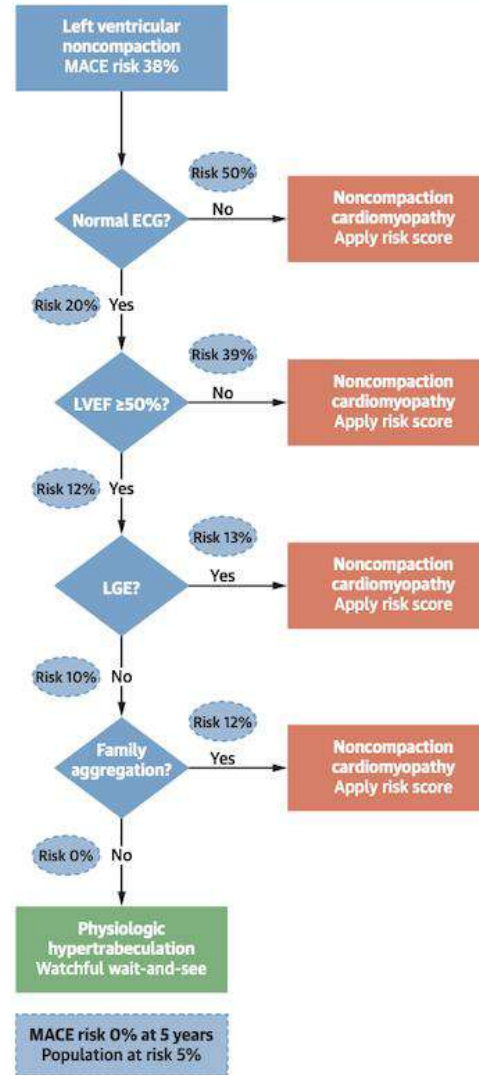 Left ventricular
noncompaction
MACE risk 38%
Risk 50%
Normal ECG?
No
Noncompaction
cardiomyopathy
Apply risk score
Risk 20%
Yes
Risk 39%
LVEF ≥50%?
No
Noncompaction
cardiomyopathy
Apply risk score
Risk 12%
Yes
Risk 13%
LGE?
Yes
Noncompaction
cardiomyopathy
Apply risk score
Risk 10%
No
Risk 12%
Family
aggregation?
Yes
Noncompaction
cardiomyopathy
Apply risk score
Risk 0%
No
Physiologic
hypertrabeculation
Watchful wait-and-see
MACE risk 0% at 5 years
Population at risk 5%